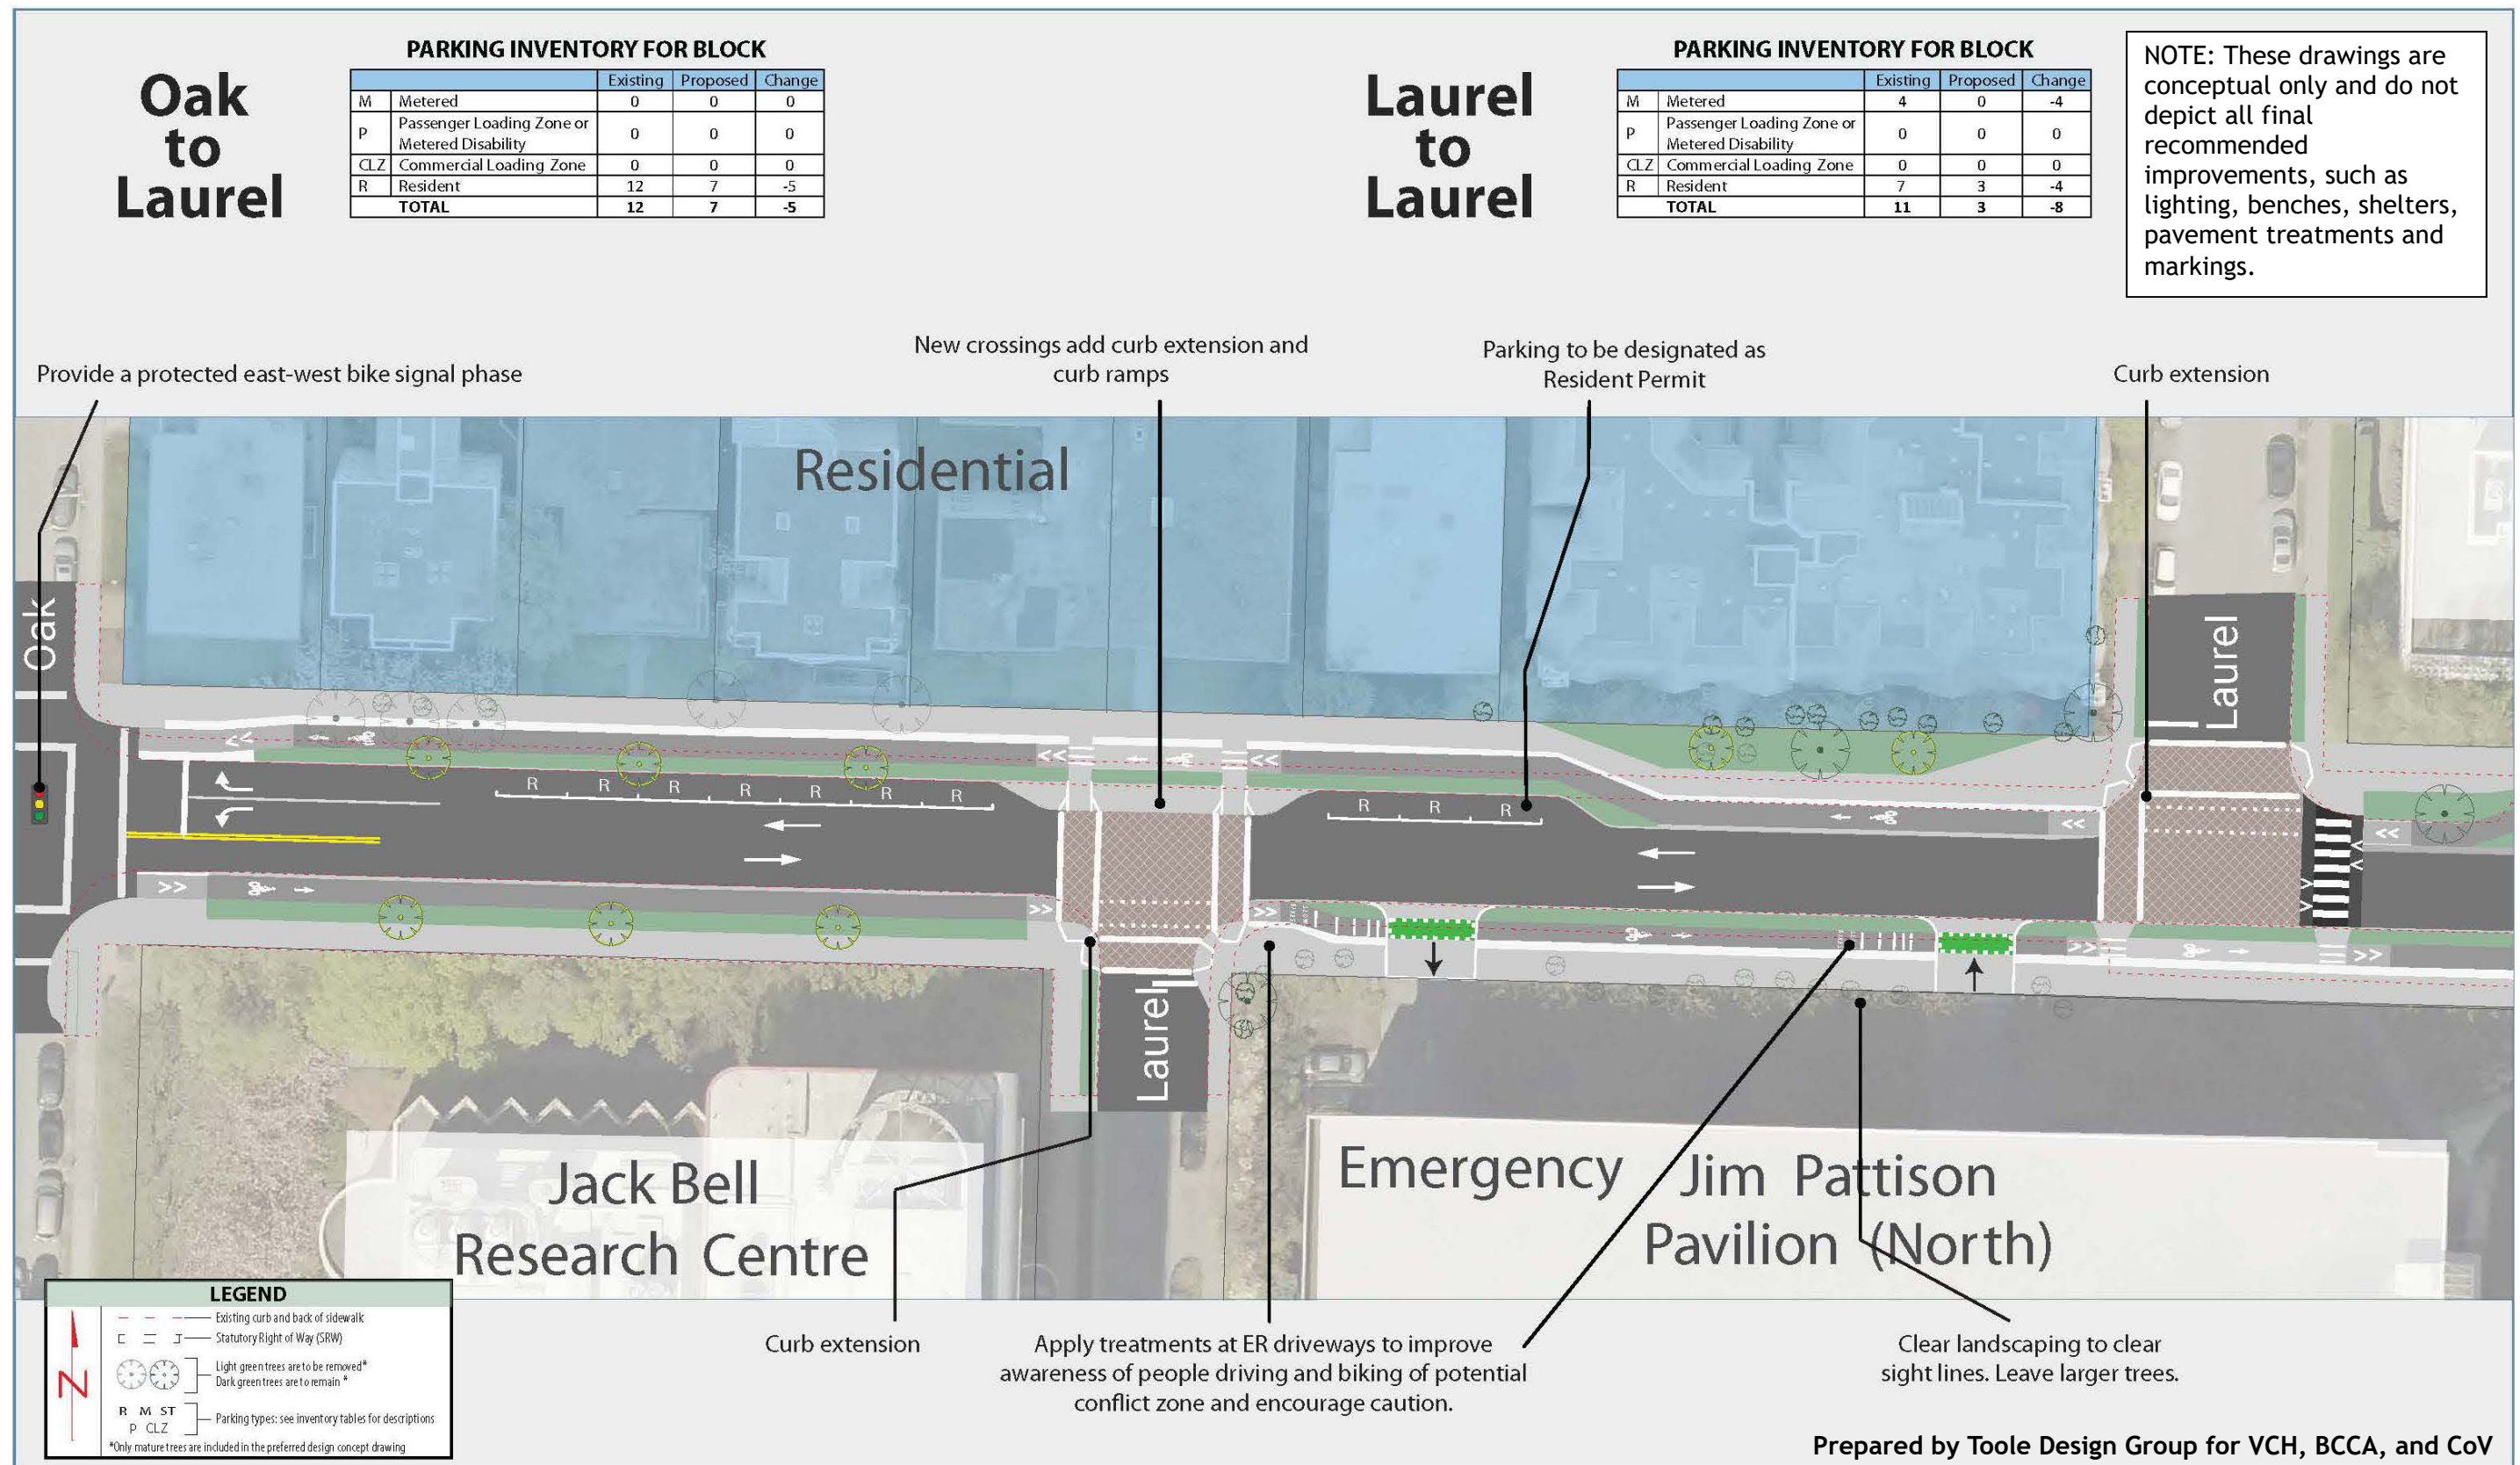 Oak
to
Laurel
PARKING INVENTORY FOR BLOCK
Existing Proposed Change
M Metered 0 0 0
P Passenger Loading Zone or
Metered Disability 0 0 0
CLZ Commercial Loading Zone 0 0 0
R Resident 12 7 -5
TOTAL 12 7 -5
Laurel
to
Laurel
PARKING INVENTORY FOR BLOCK
Existing Proposed Change
M Metered 4 0 -4
P Passenger Loading Zone or
Metered Disability 0 0 0
CLZ Commercial Loading Zone 0 0 0
R Resident 7 3 -4
TOTAL 11 3 -8
NOTE: These drawings are
conceptual only and do not
depict all final
recommended
improvements, such as
lighting, benches, shelters,
pavement treatments and
markings.
Provide a protected east-west bike signal phase
New crossings add curb extension and
curb ramps
Parking to be designated as
Resident Permit
Curb extension
Residential
Oak
Laurel
R R R R R R R
R R R
Laurel
Jack Bell
Research Centre
Emergency
Jim Pattison
Pavilion (North)
Curb extension
Apply treatments at ER driveways to improve
awareness of people driving and biking of potential
conflict zone and encourage caution.
Clear landscaping to clear
sight lines. Leave larger trees.
LEGEND
N
Existing curb and back of sidewalk
Statutory Right of Way (SRW)
Light green trees are to be removed*
Dark green trees are to remain *
R M ST
P CLZ
Parking types: see inventory tables for descriptions
*Only mature trees are included in the preferred design concept drawing
Prepared by Toole Design Group for VCH, BCCA, and CoV